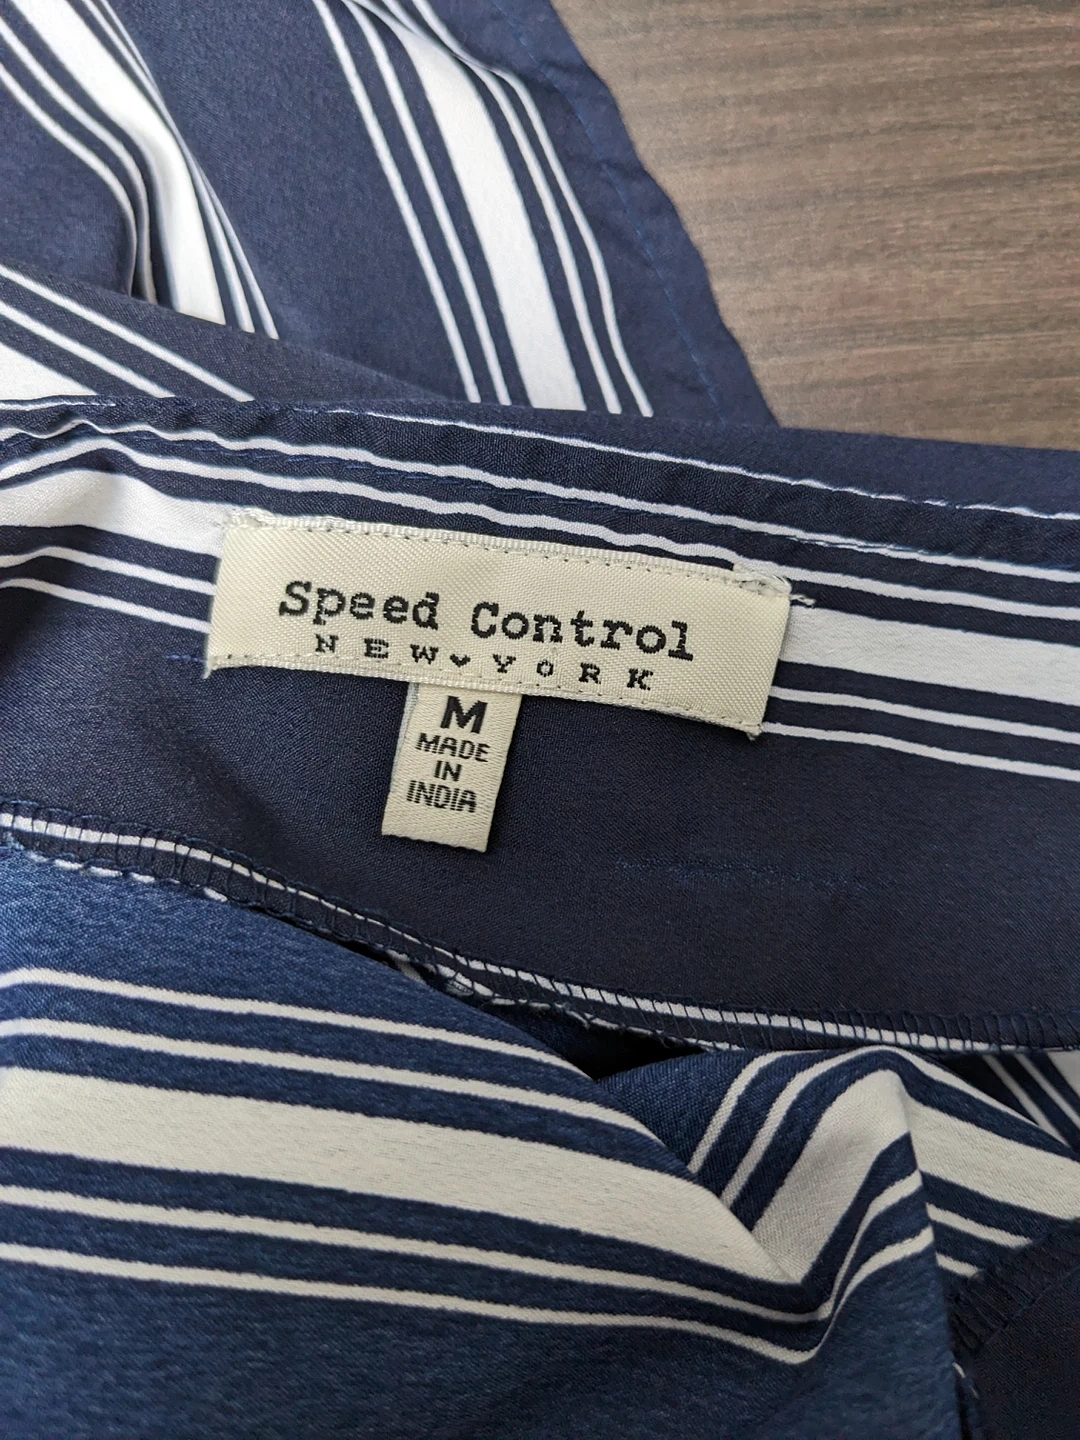 Speed Control
NEW YORK
M
MADE
IN
INDIA